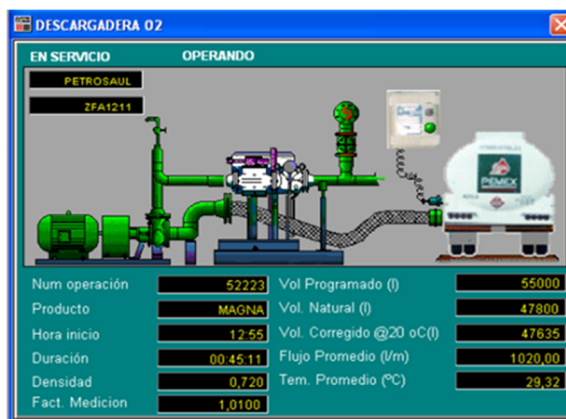 DESCARGADERA 02
EN SERVICIO OPERANDO
PETROSAUL
ZFA1211
PEMEX
Num operación 52223 Vol Programado (l) 55000
Producto MAGNA Vol. Natural (l) 47800
Hora inicio 12:55 Vol. Corregido @20 oC(l) 47635
Duración 00:45:11 Flujo Promedio (l/m) 1020,00
Densidad 0,720 Tem. Promedio (ºC) 29,32
Fact. Medicion 1,0100